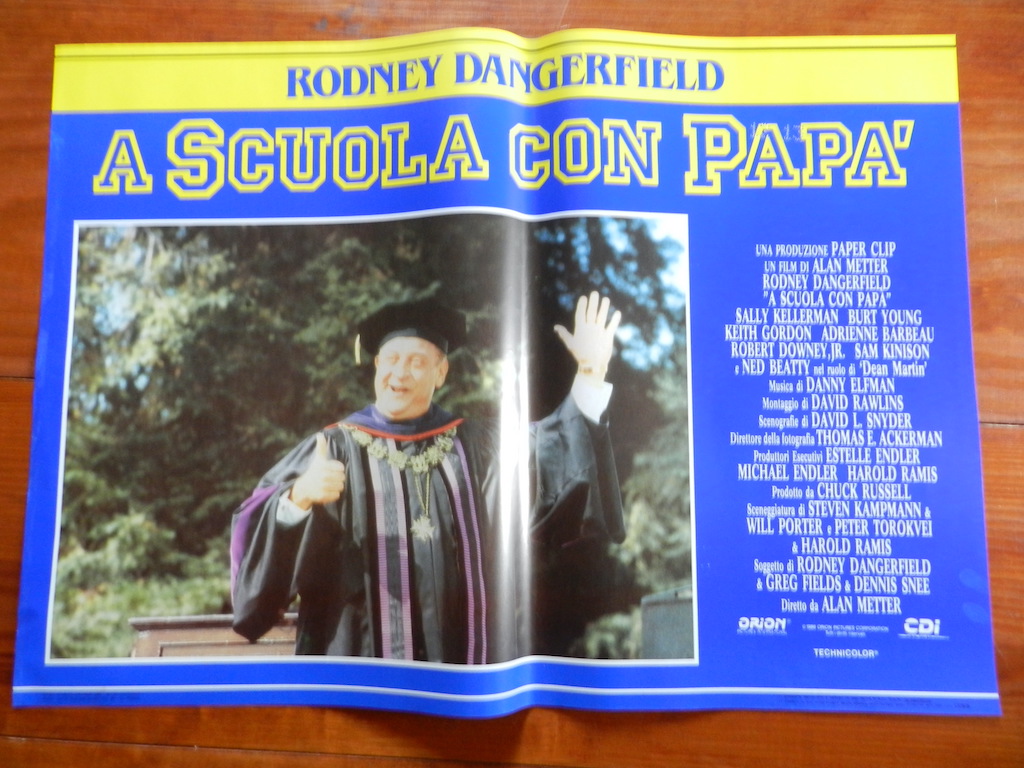 RODNEY DANGERFIELD
A SCUOLA CON PAPA'
UNA PRODUZIONE PAPER CLIP
UN FILM DI ALAN METTER
RODNEY DANGERFIELD
"A SCUOLA CON PAPA"
SALLY KELLERMAN BURT YOUNG
KEITH GORDON ADRIENNE BARBEAU
ROBERT DOWNEY, JR. SAM KINISON
e NED BEATTY nel ruolo di 'Dean Martin'
Musica di DANNY ELFMAN
Montaggio di DAVID RAWLINS
Scenografie di DAVID L. SNYDER
Direttore della fotografia THOMAS E. ACKERMAN
Produttori Esecutivi ESTELLE ENDLER
MICHAEL ENDLER HAROLD RAMIS
Prodotto da CHUCK RUSSELL
Sceneggiatura di STEVEN KAMPMANN &
WILL PORTER e PETER TOROKVEI
& HAROLD RAMIS
Soggetto di RODNEY DANGERFIELD
& GREG FIELDS & DENNIS SNEE
Diretto da ALAN METTER
ORION
CDI
TECHNICOLOR®